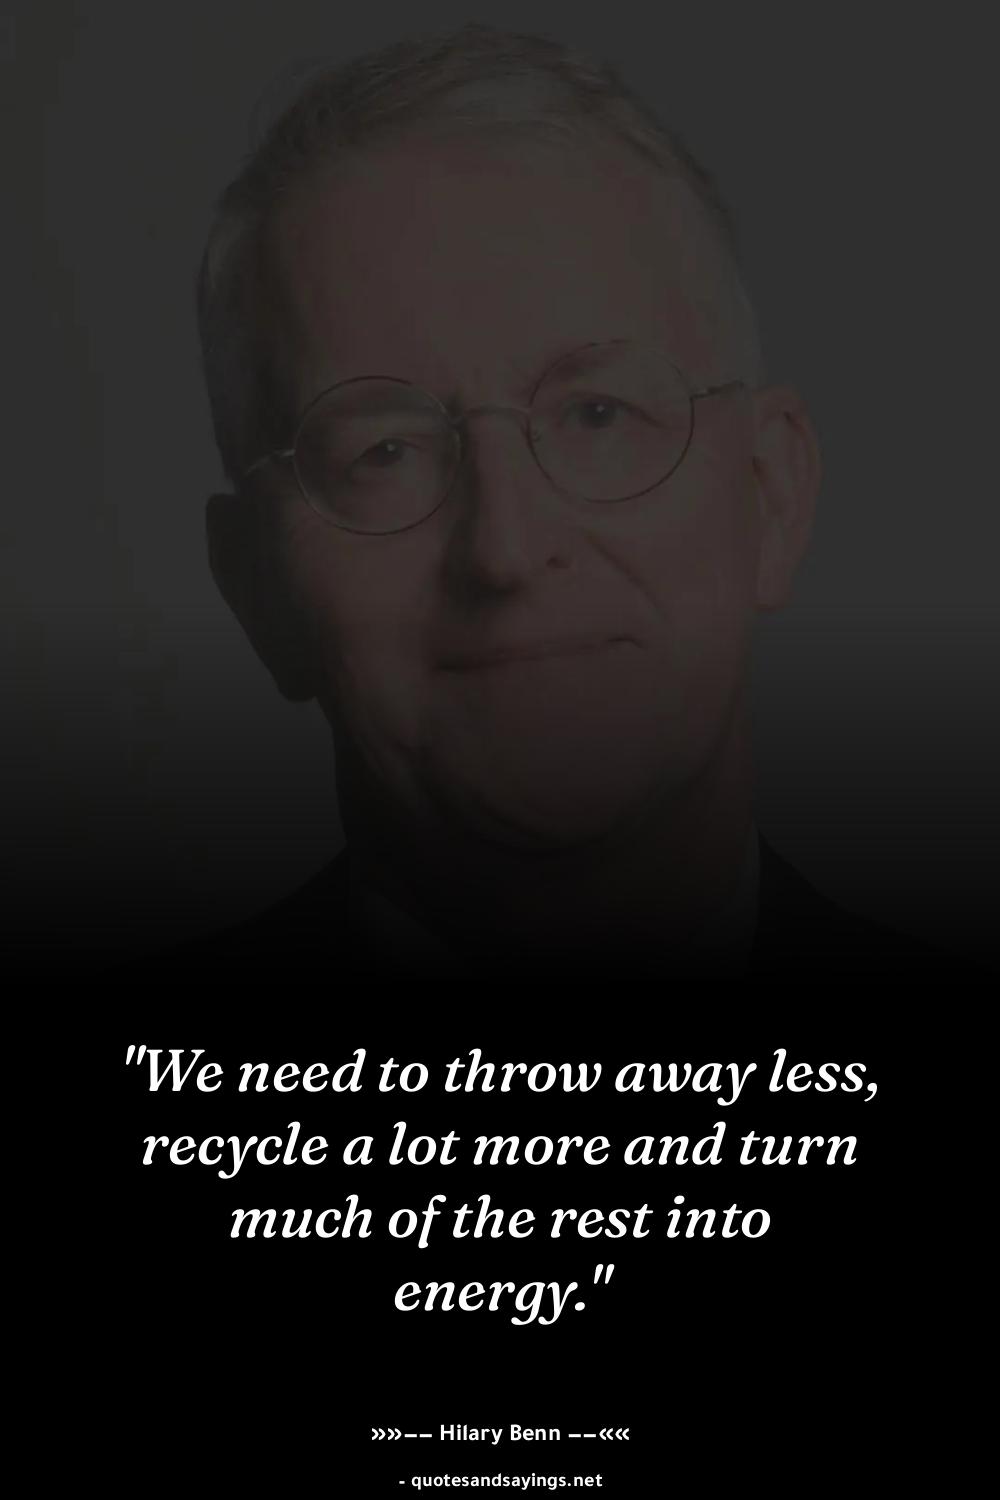 "We need to throw away less,
recycle a lot more and turn
much of the rest into
energy."
»»−− Hilary Benn −−««
- quotesandsayings.net